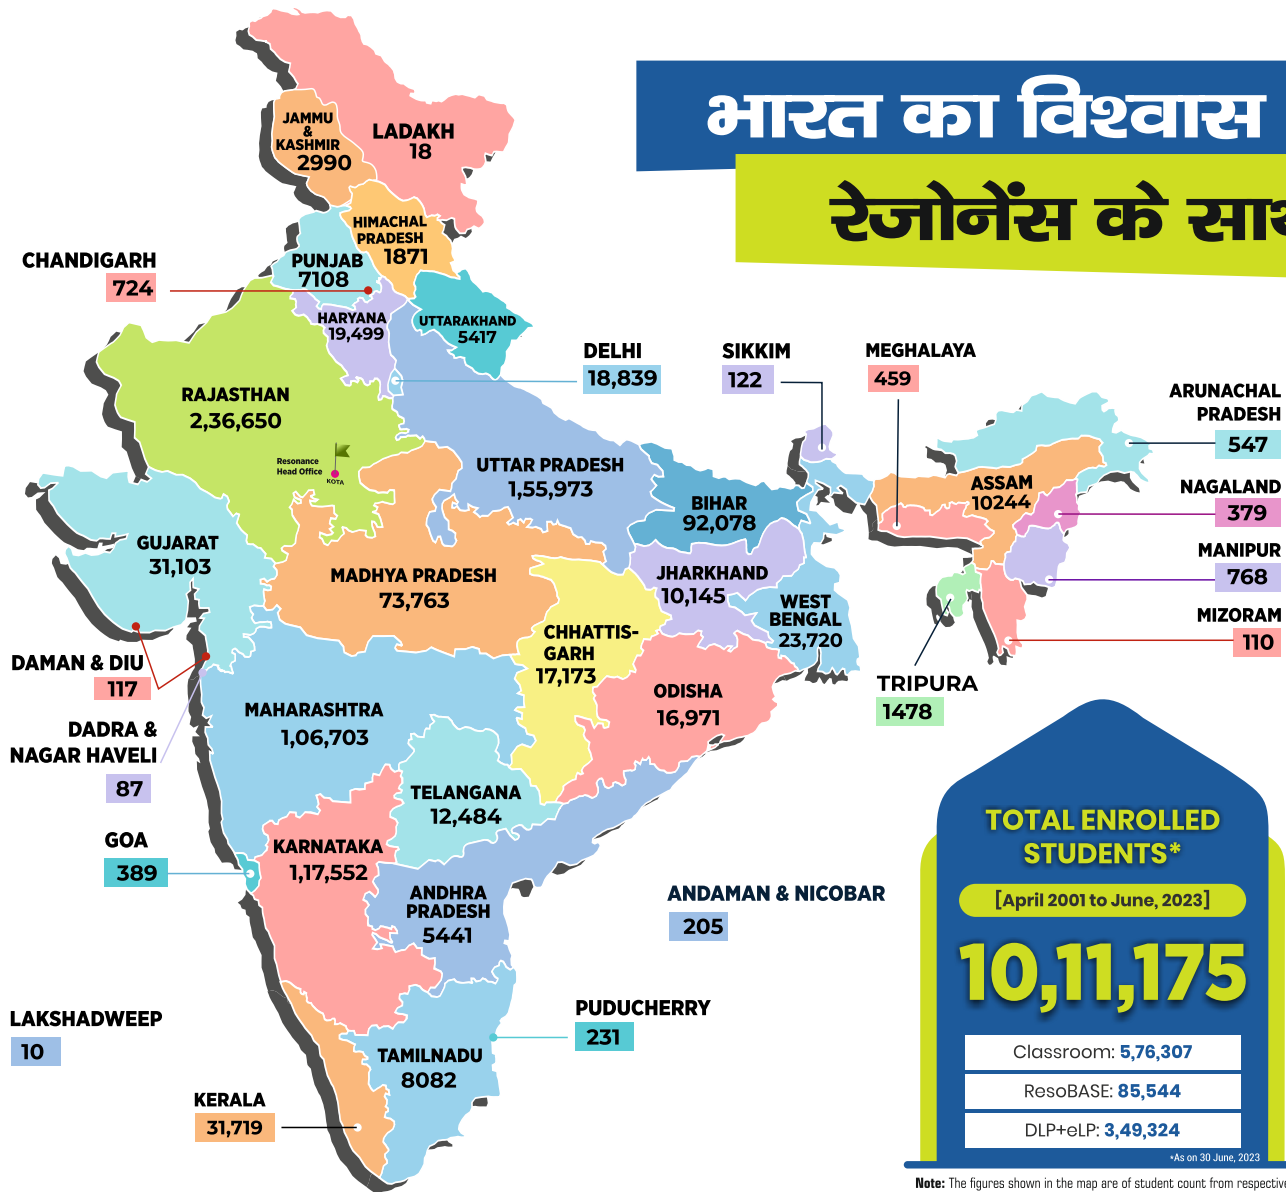 भारत का विश्वास
रेजोनेंस के
JAMMU
&
KASHMIR
2990
LADAKH
18
HIMACHAL
PRADESH
1871
PUNJAB
7108
CHANDIGARH
724
HARYANA
19,499
UTTARAKHAND
5417
DELHI
18,839
SIKKIM
122
MEGHALAYA
459
ARUNACHAL
PRADESH
547
RAJASTHAN
2,36,650
Resonance
Head Office
KOTA
UTTAR PRADESH
1,55,973
BIHAR
92,078
ASSAM
10244
NAGALAND
379
MANIPUR
768
MIZORAM
110
TRIPURA
1478
GUJARAT
31,103
MADHYA PRADESH
73,763
JHARKHAND
10,145
WEST
BENGAL
23,720
CHHATTIS-
GARH
17,173
ODISHA
16,971
DAMAN & DIU
117
DADRA &
NAGAR HAVELI
87
MAHARASHTRA
1,06,703
TELANGANA
12,484
GOA
389
KARNATAKA
1,17,552
ANDHRA
PRADESH
5441
ANDAMAN & NICOBAR
205
LAKSHADWEEP
10
PUDUCHERRY
231
TAMILNADU
8082
KERALA
31,719
TOTAL ENROLLED
STUDENTS*
[April 2001 to June, 2023]
10,11,175
Classroom: 5,76,307
ResoBASE: 85,544
DLP+eLP: 3,49,324
*As on 30 June, 2023
Note: The figures shown in the map are of student count from